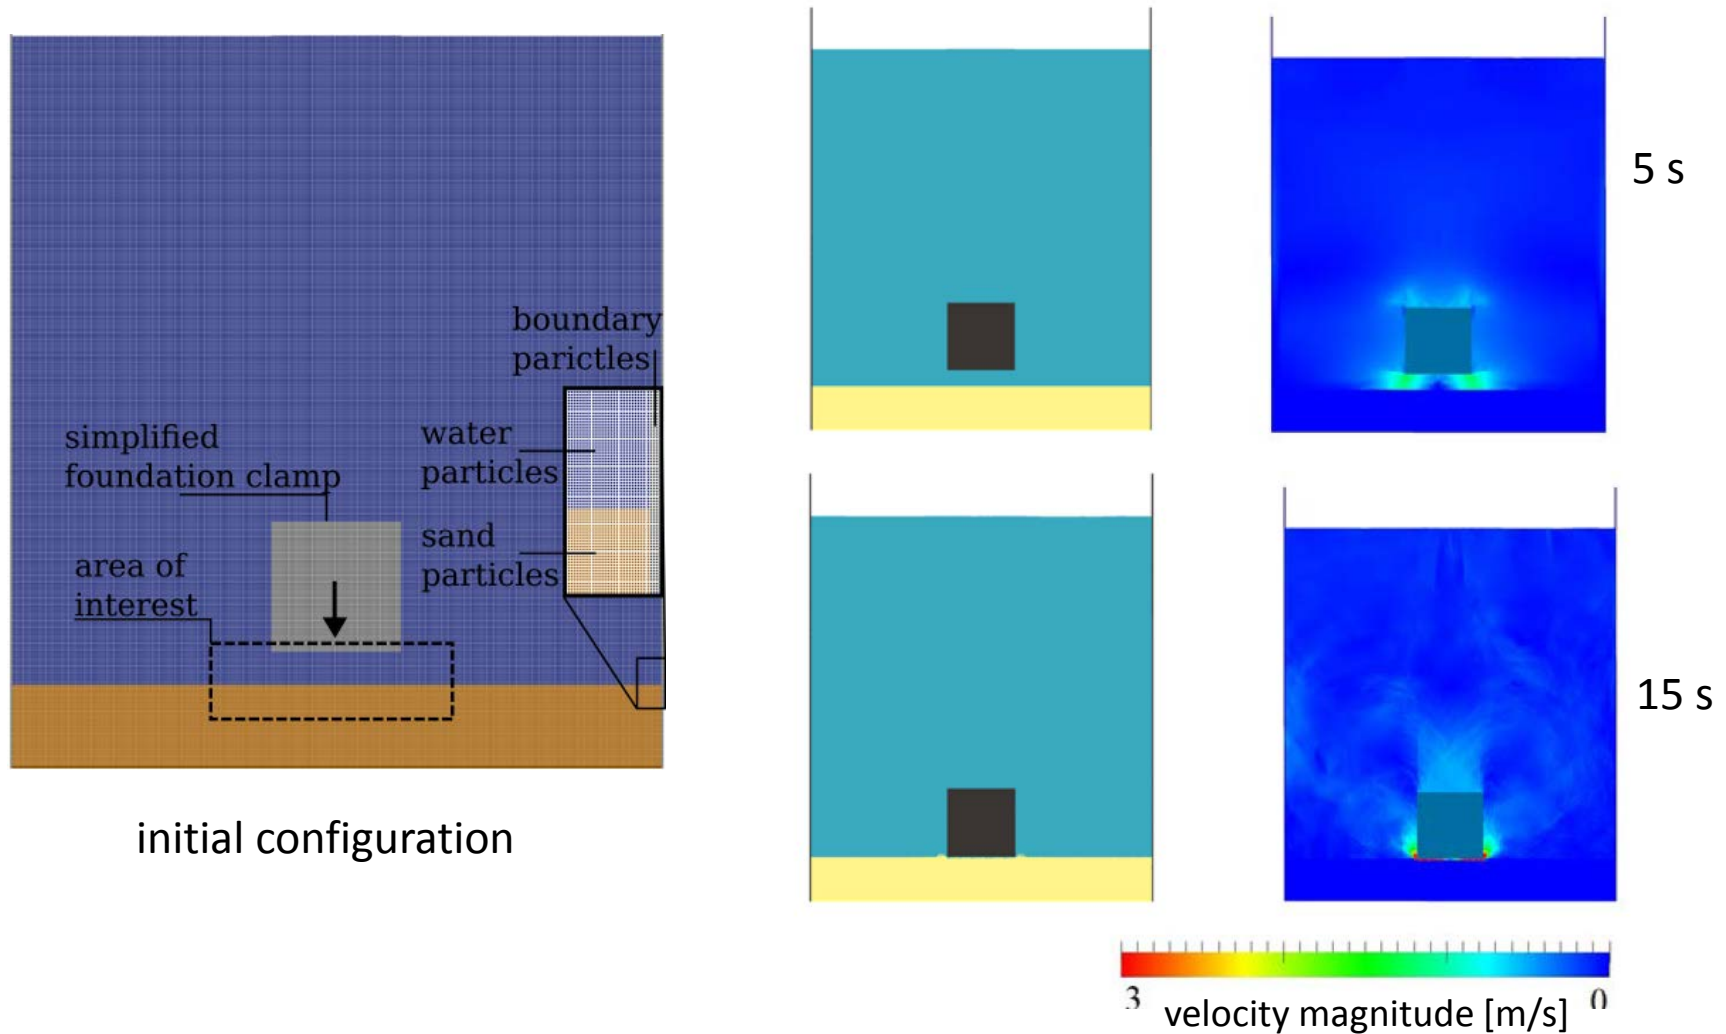 boundary
parictles
simplified
foundation clamp
water
particles
area of
interest
sand
particles
initial configuration
5 s
15 s
3
0
velocity magnitude [m/s]